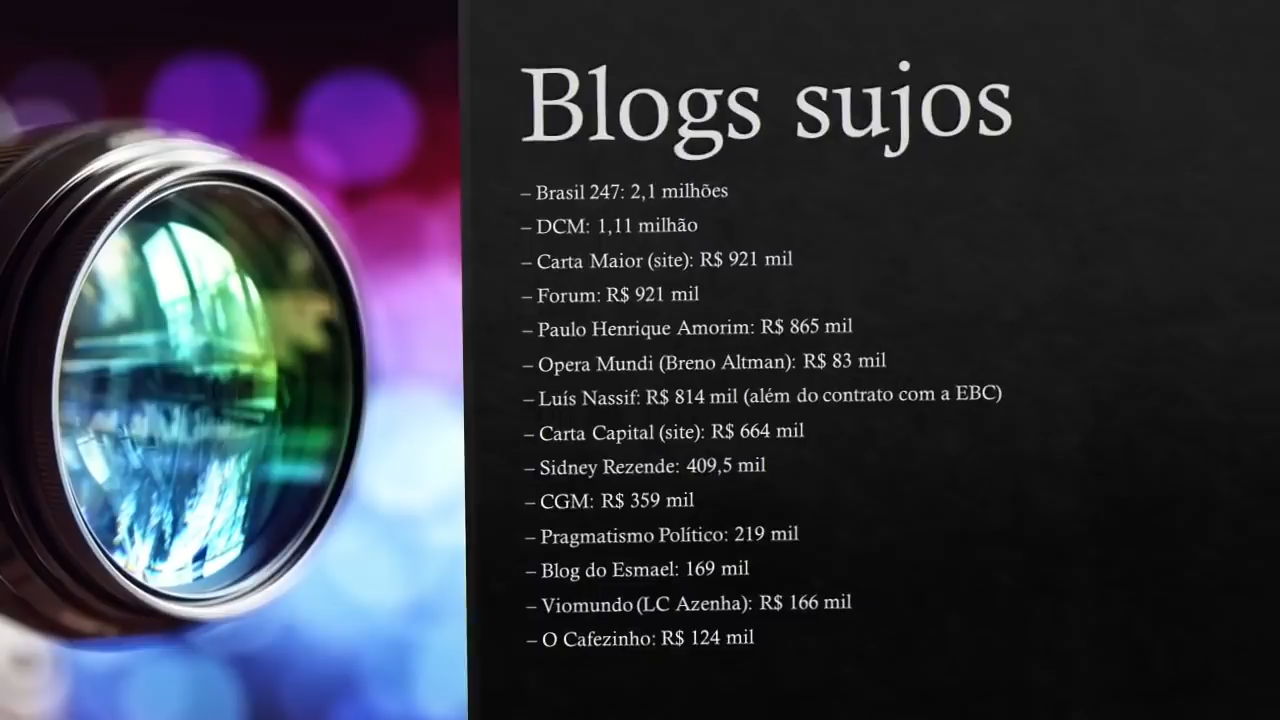 Blogs sujos
– Brasil 247: 2,1 milhões
– DCM: 1,11 milhão
– Carta Maior (site): R$ 921 mil
– Forum: R$ 921 mil
– Paulo Henrique Amorim: R$ 865 mil
– Opera Mundi (Breno Altman): R$ 83 mil
– Luís Nassif: R$ 814 mil (além do contrato com a EBC)
– Carta Capital (site): R$ 664 mil
– Sidney Rezende: 409,5 mil
– CGM: R$ 359 mil
– Pragmatismo Político: 219 mil
– Blog do Esmael: 169 mil
– Viomundo (LC Azenha): R$ 166 mil
– O Cafezinho: R$ 124 mil